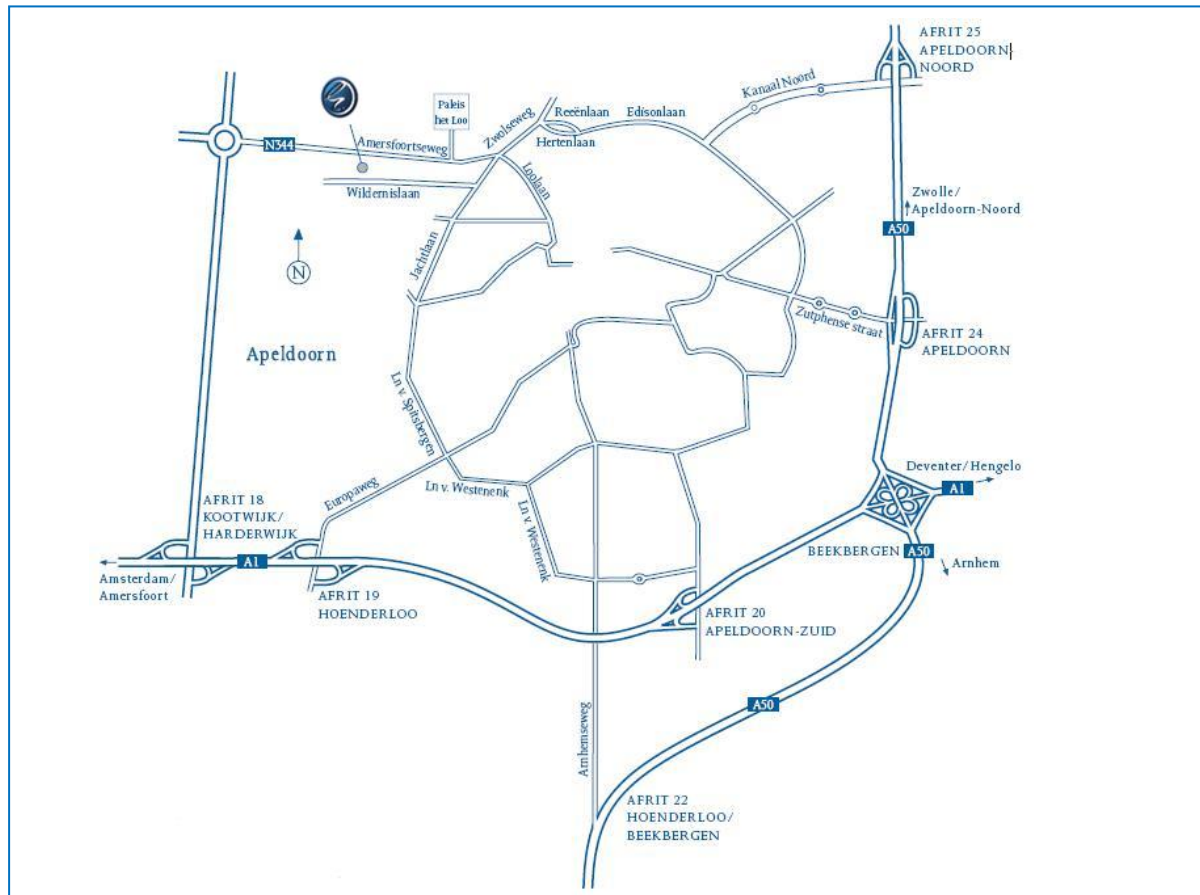 AFRIT 25
APELDOORN
NOORD
Kanaal Noord
Paleis
het Loo
Zwolseweg
Reeënlaan
Edisonlaan
Hertenlaan
N344
Amersfoortseweg
Wildernislaan
Loolaan
Zwolle/
Apeldoorn-Noord
A50
Jachtlaan
N
Zutphense straat
AFRIT 24
APELDOORN
Apeldoorn
Ln v. Spitsbergen
Deventer/Hengelo
A1
Europaweg
Ln v. Westenenk
Ln v. Westenenk
AFRIT 18
KOOTWIJK/
HARDERWIJK
A1
BEEKBERGEN
A50
Arnhem
Amsterdam/
Amersfoort
AFRIT 19
HOENDERLOO
AFRIT 20
APELDOORN-ZUID
A50
Arnhemseweg
AFRIT 22
HOENDERLOO/
BEEKBERGEN